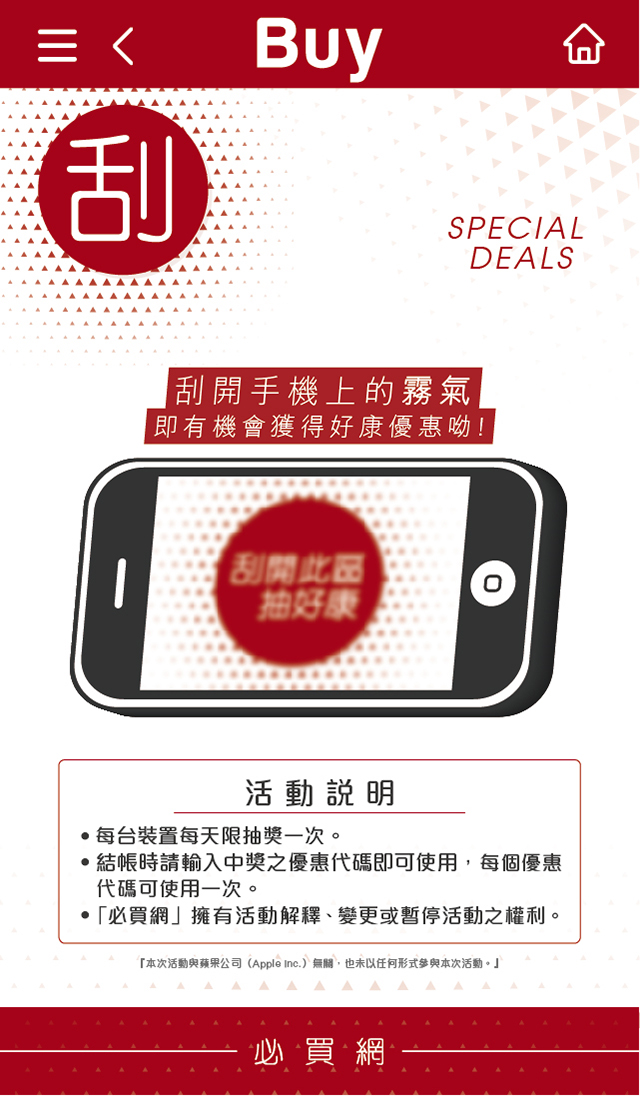 Buy
刮
SPECIAL
DEALS
刮開手機上的霧氣
即有機會獲得好康優惠呦!
刮開此區
抽好康
活動説明
•每台裝置每天限抽獎一次。
•結帳時請輸入中獎之優惠代碼即可使用，每個優惠
代碼可使用一次。
•「必買網」擁有活動解釋、變更或暫停活動之權利。
『本次活動與蘋果公司（Apple Inc.）無關，也未以任何形式參與本次活動。』
必買網